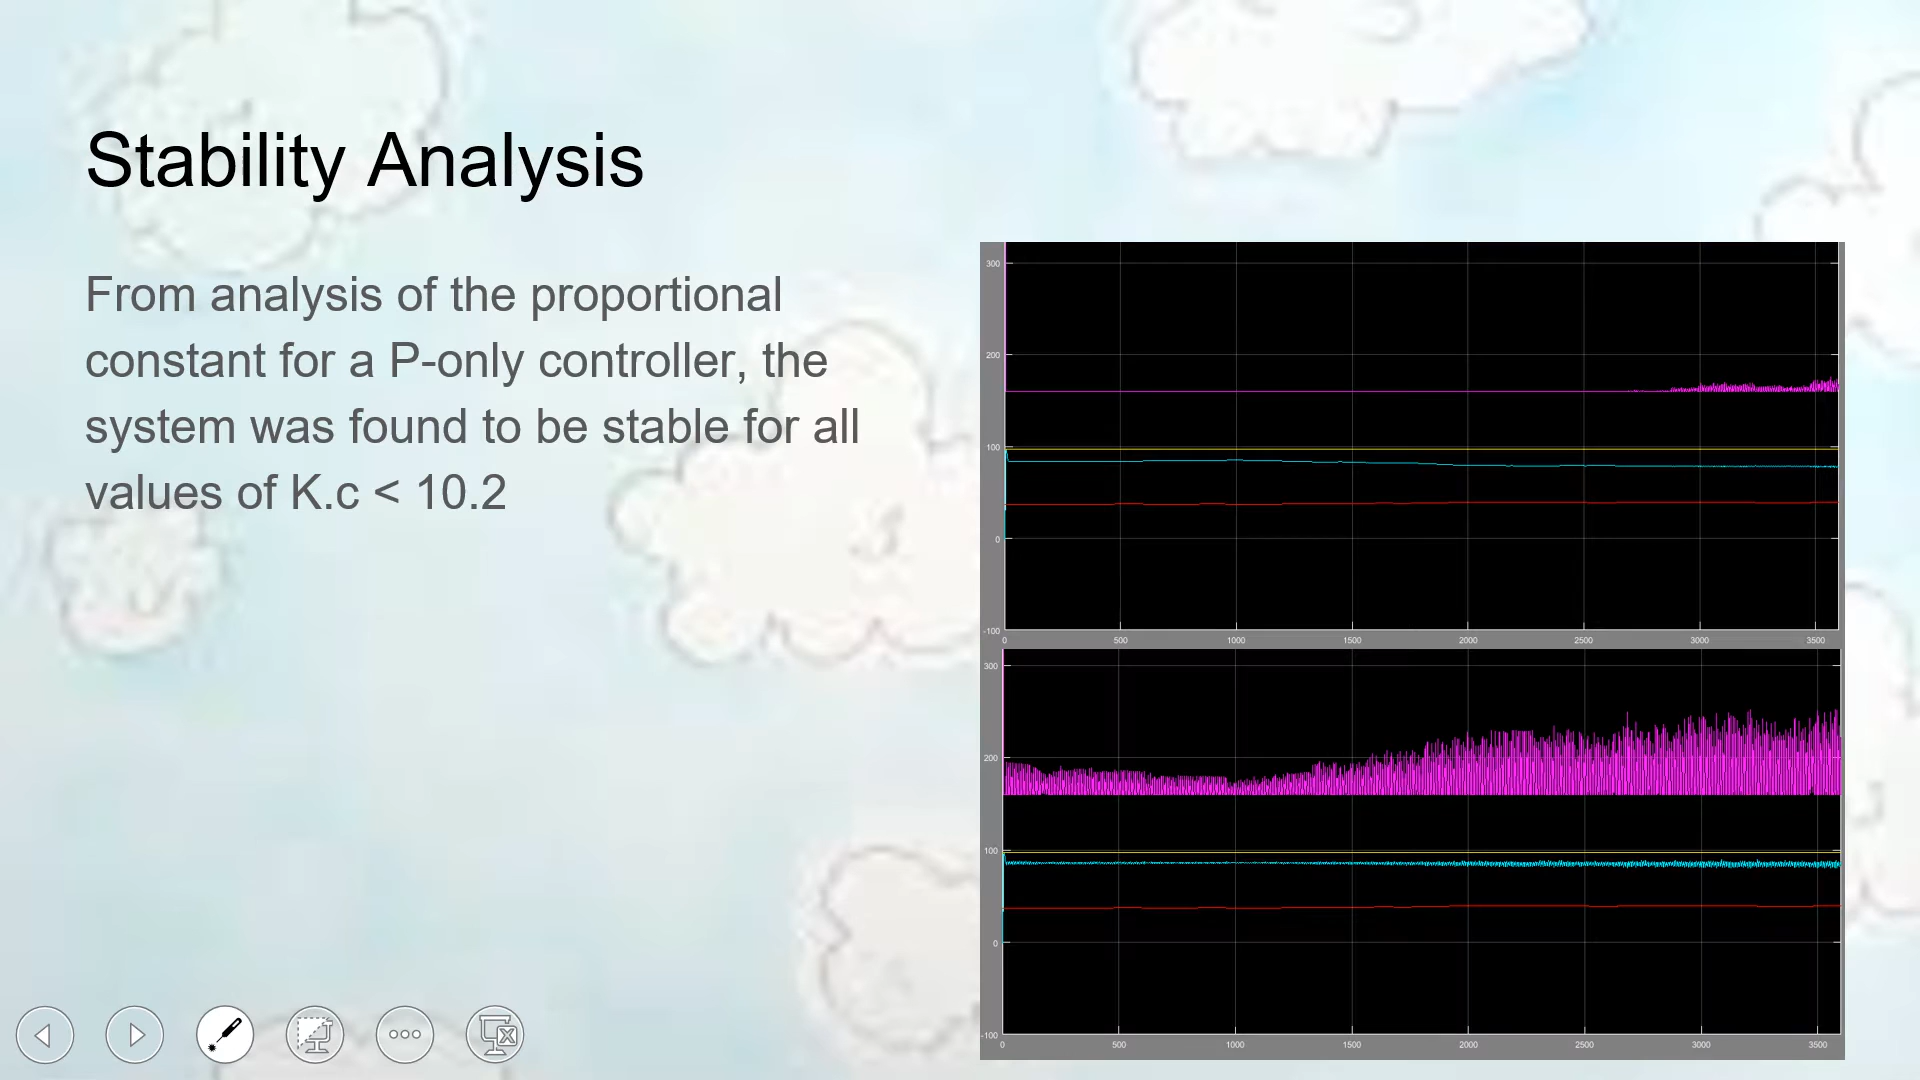 Stability Analysis
From analysis of the proportional
constant for a P-only controller, the
system was found to be stable for all
values of K.c < 10.2
300
200
100
0
-100
0 500 1000 1500 2000 2500 3000 3500
300
200
100
0
-100
0 500 1000 1500 2000 2500 3000 3500